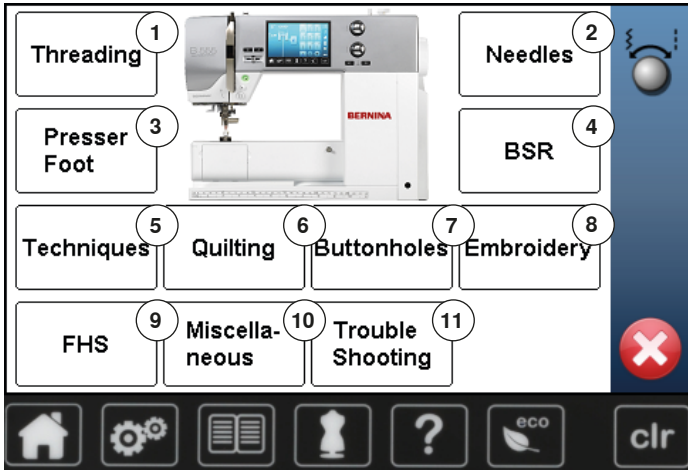 1
Threading
2
Needles
BERNINA
3
Presser
Foot
4
BSR
5
Techniques
6
Quilting
7
Buttonholes
8
Embroidery
9
FHS
10
Miscella-
neous
11
Trouble
Shooting
?
eco
clr